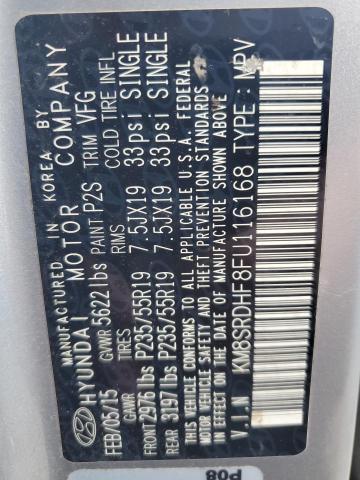 MANUFACTURED IN KOREA BY
HYUNDAI MOTOR COMPANY
FEB/05/15 GVWR 5622 lbs PAINT P2S TRIM VFG
GAWR TIRES RIMS COLD TIRE INFL
FRONT 2976 lbs P235/55R19 7.5JX19 33psi SINGLE
REAR 3197 lbs P235/55R19 7.5JX19 33psi SINGLE
THIS VEHICLE CONFORMS TO ALL APPLICABLE U.S.A. FEDERAL
MOTOR VEHICLE SAFETY AND THEFT PREVENTION STANDARDS
IN EFFECT ON THE DATE OF MANUFACTURE SHOWN ABOVE
V.I.N KM8SRDHF8FU116168 TYPE : MPV
P08